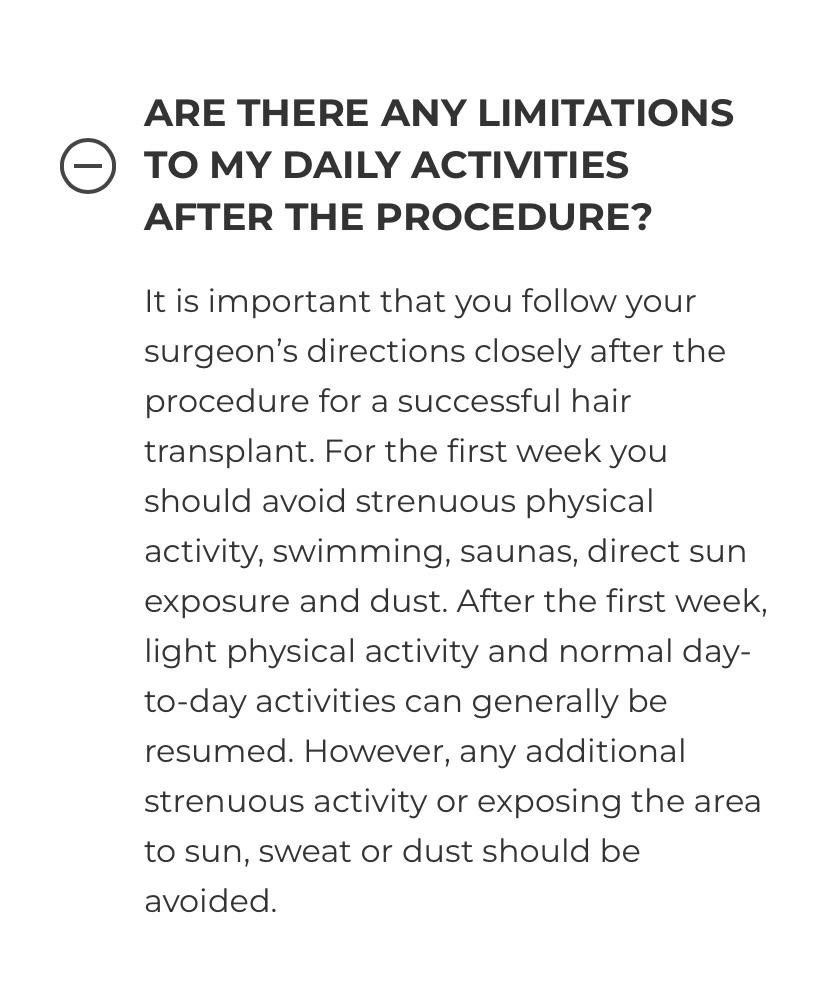 ARE THERE ANY LIMITATIONS
TO MY DAILY ACTIVITIES
AFTER THE PROCEDURE?
It is important that you follow your
surgeon’s directions closely after the
procedure for a successful hair
transplant. For the first week you
should avoid strenuous physical
activity, swimming, saunas, direct sun
exposure and dust. After the first week,
light physical activity and normal day-
to-day activities can generally be
resumed. However, any additional
strenuous activity or exposing the area
to sun, sweat or dust should be
avoided.